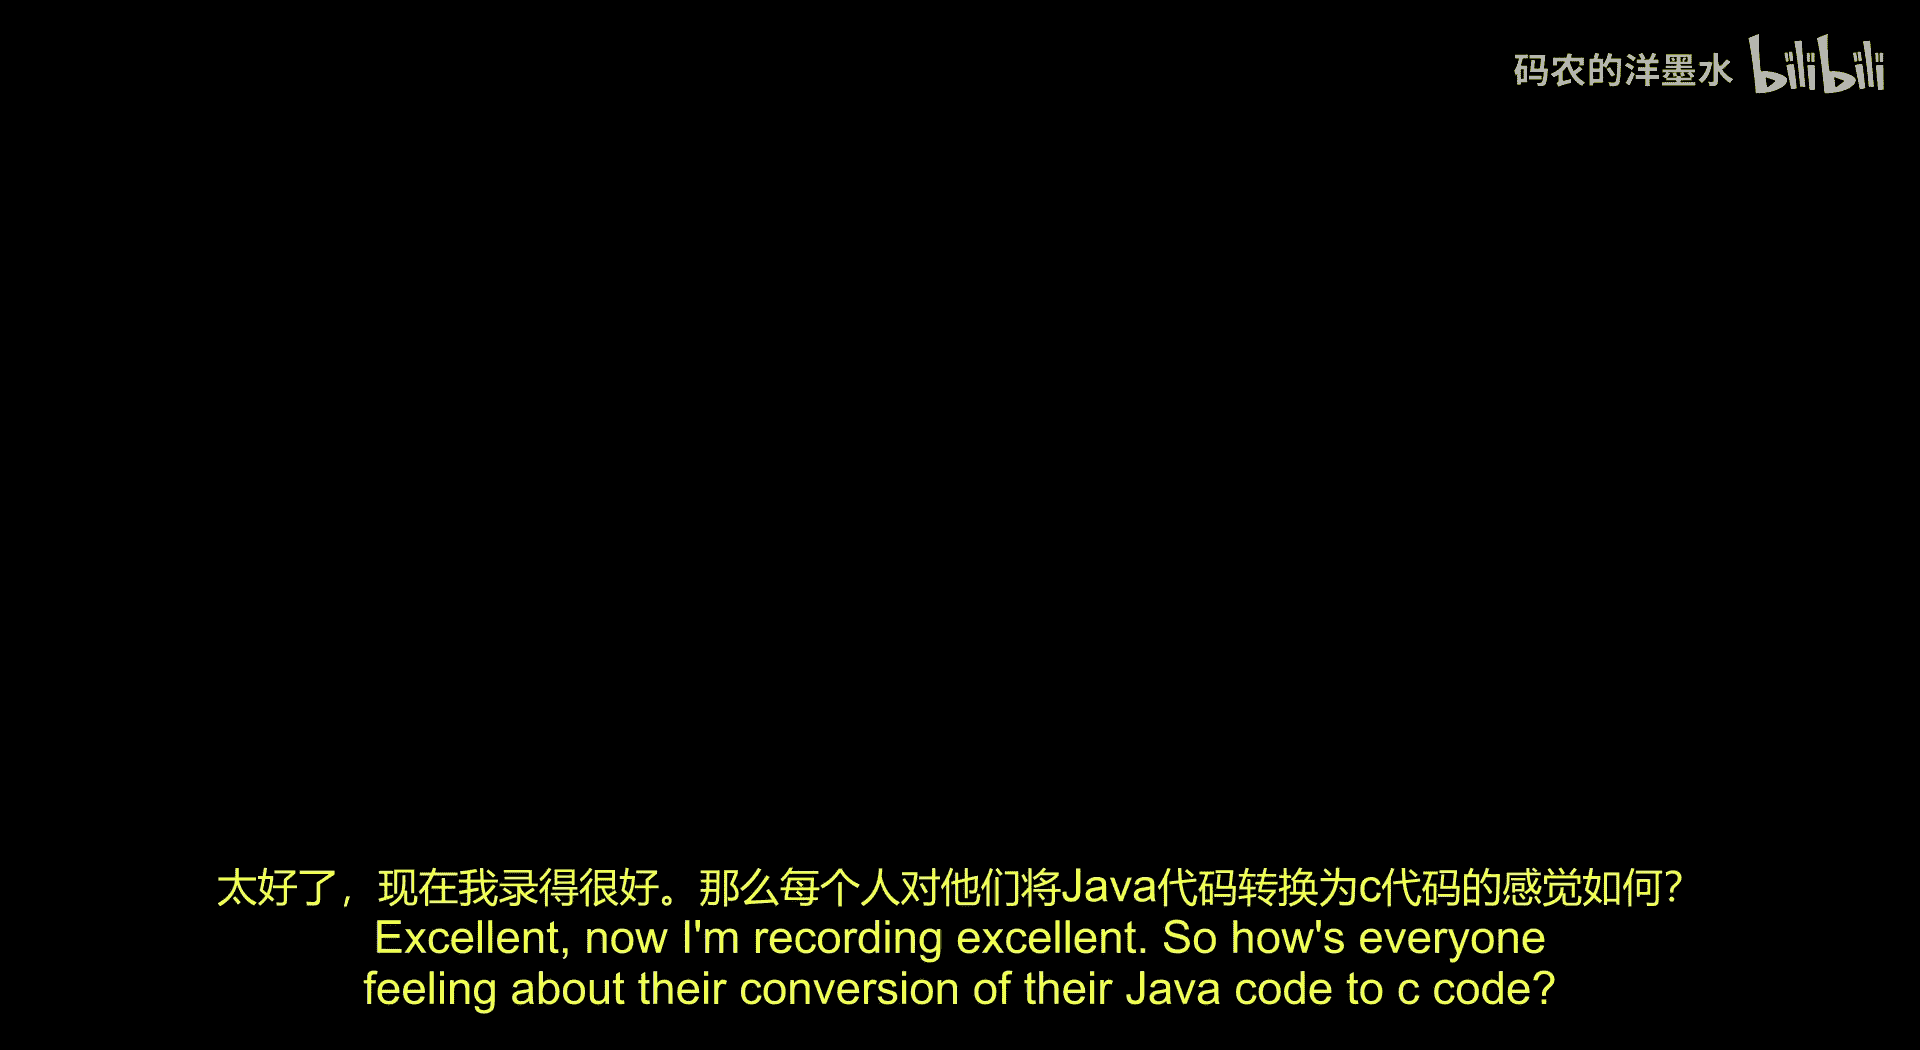 码农的洋墨水 bilibili
太好了，现在我录得很好。那么每个人对他们将Java代码转换为c代码的感觉如何？
Excellent, now I'm recording excellent. So how's everyone
feeling about their conversion of their Java code to c code?